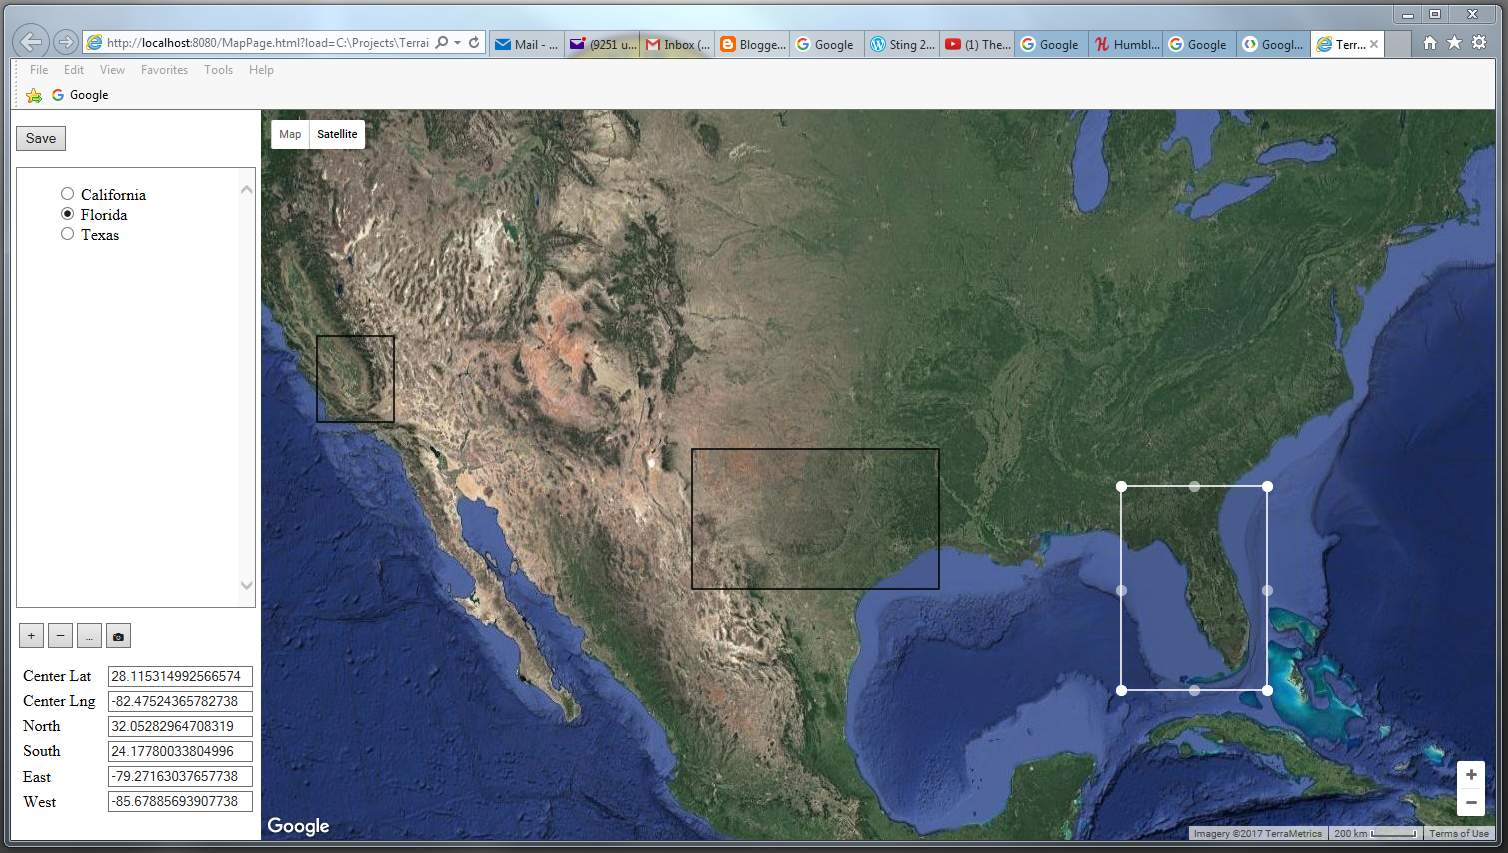 http://localhost:8080/MapPage.html?load=C:\Projects\Terrai
Mail - ...
(9251 u...
Inbox (...
Blogge...
Google
Sting 2...
(1) The...
Google
Humbl...
Google
Googl...
Terr...
File Edit View Favorites Tools Help
Google
Save
Map Satellite
California
Florida
Texas
+ − ...
Center Lat 28.115314992566574
Center Lng -82.47524365782738
North 32.05282964708319
South 24.17780033804996
East -79.27163037657738
West -85.67885693907738
+
−
Google
Imagery ©2017 TerraMetrics 200 km Terms of Use